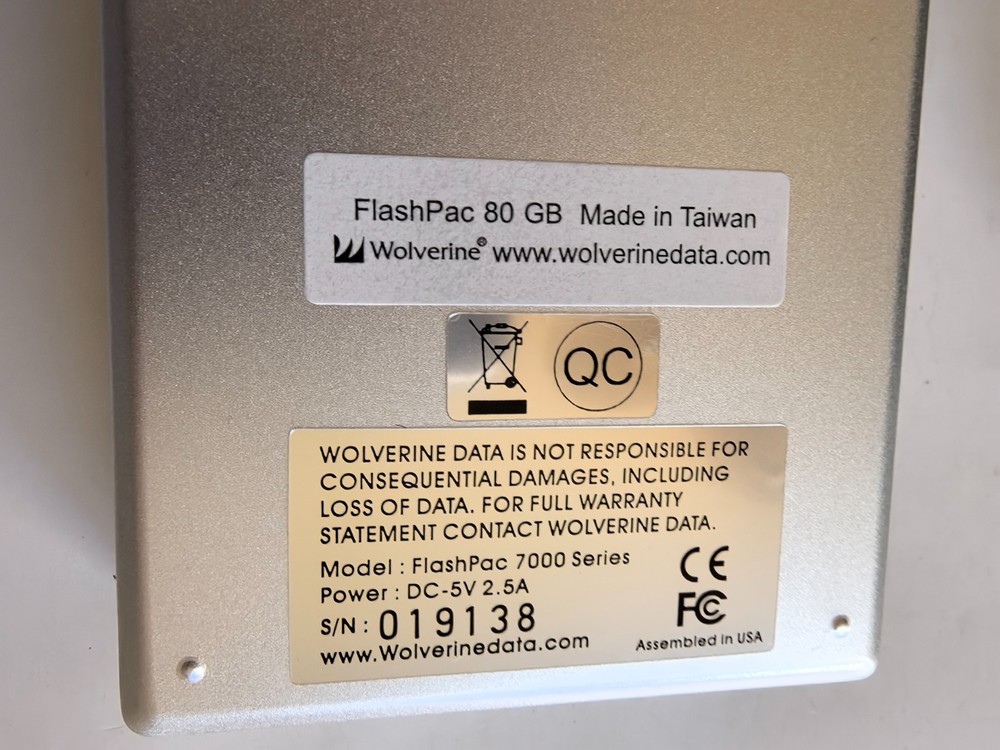 FlashPac 80 GB Made in Taiwan
Wolverine® www.wolverinedata.com
QC
WOLVERINE DATA IS NOT RESPONSIBLE FOR
CONSEQUENTIAL DAMAGES, INCLUDING
LOSS OF DATA. FOR FULL WARRANTY
STATEMENT CONTACT WOLVERINE DATA.
Model : FlashPac 7000 Series
Power : DC-5V 2.5A
S/N : 019138
www.Wolverinedata.com
CE
FC
Assembled in USA